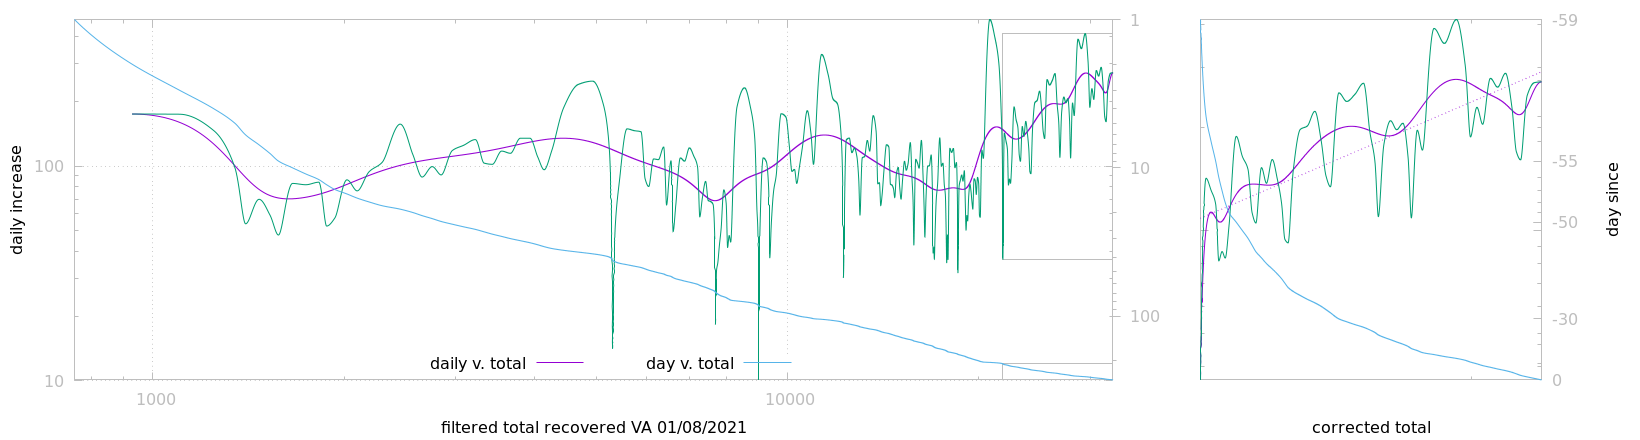 1
-59
daily increase
100
10
-55
day since
-50
100
-30
daily v. total
day v. total
10
0
1000
10000
filtered total recovered VA 01/08/2021
corrected total